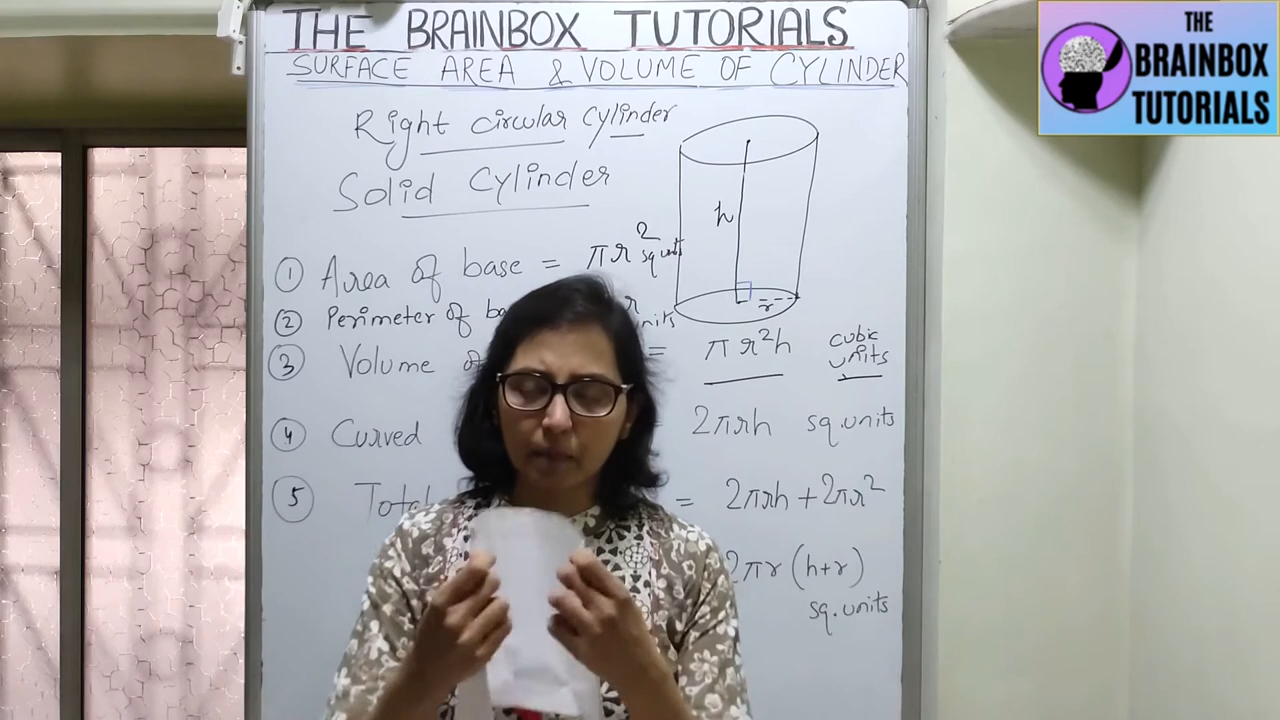 THE BRAINBOX TUTORIALS
SURFACE AREA & VOLUME OF CYLINDER
Right circular cylinder
Solid Cylinder
h
r
① Area of base = πr² sq units
② Perimeter of
r
③ Volume = πr²h cubic units
④ Curved = 2πrh sq.units
⑤ = 2πrh + 2πr²
2πr (h+r)
sq.units
THE
BRAINBOX
TUTORIALS